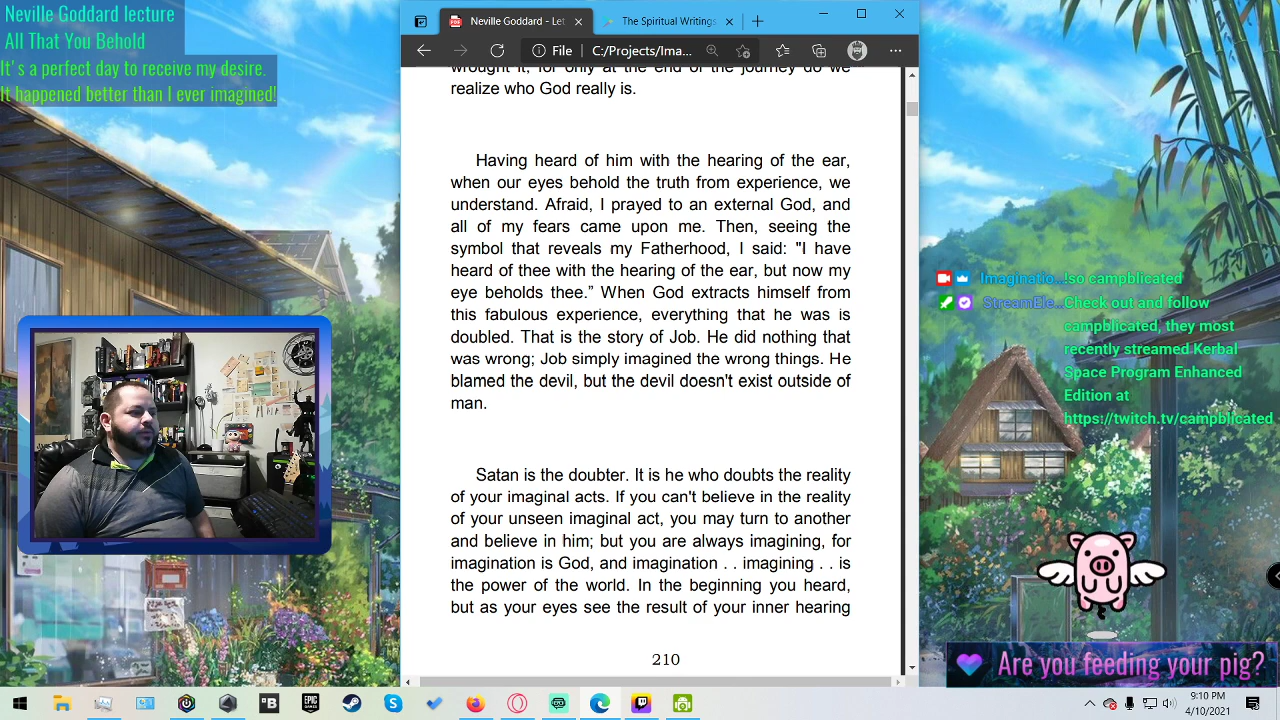 Neville Goddard lecture
All That You Behold
It's a perfect day to receive my desire.
It happened better than I ever imagined!
Neville Goddard - Let
The Spiritual Writings
File
C:/Projects/Ima...
wrought it, for only at the end of the journey do we
realize who God really is.
Having heard of him with the hearing of the ear,
when our eyes behold the truth from experience, we
understand. Afraid, I prayed to an external God, and
all of my fears came upon me. Then, seeing the
symbol that reveals my Fatherhood, I said: "I have
heard of thee with the hearing of the ear, but now my
eye beholds thee.” When God extracts himself from
this fabulous experience, everything that he was is
doubled. That is the story of Job. He did nothing that
was wrong; Job simply imagined the wrong things. He
blamed the devil, but the devil doesn't exist outside of
man.
Satan is the doubter. It is he who doubts the reality
of your imaginal acts. If you can't believe in the reality
of your unseen imaginal act, you may turn to another
and believe in him; but you are always imagining, for
imagination is God, and imagination . . imagining . . is
the power of the world. In the beginning you heard,
but as your eyes see the result of your inner hearing
210
Imaginatio...!so campblicated
StreamEle...Check out and follow
campblicated, they most
recently streamed Kerbal
Space Program Enhanced
Edition at
https://twitch.tv/campblicated
Are you feeding your pig?
EPIC
GAMES
9:10 PM
4/10/2021